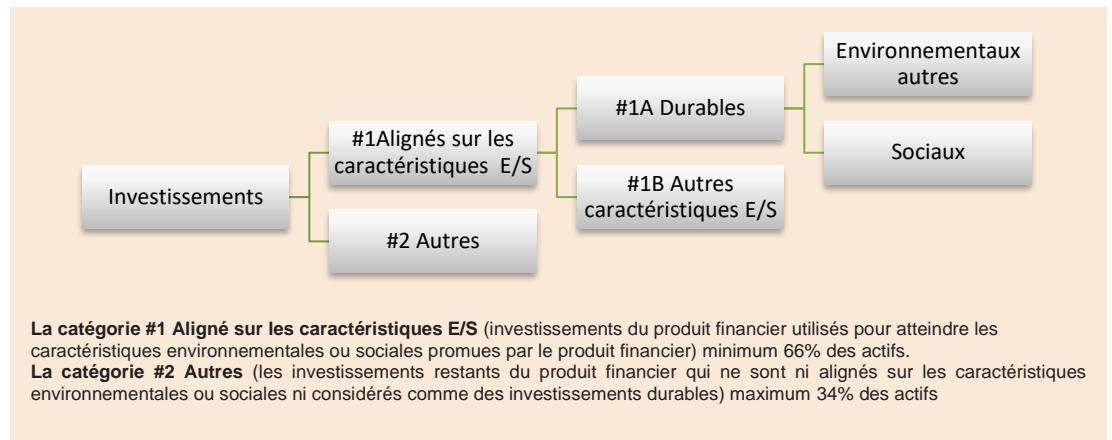 Environnementaux
autres
#1A Durables
#1Alignés sur les
caractéristiques E/S
Sociaux
Investissements
#1B Autres
caractéristiques E/S
#2 Autres
La catégorie #1 Aligné sur les caractéristiques E/S (investissements du produit financier utilisés pour atteindre les
caractéristiques environnementales ou sociales promues par le produit financier) minimum 66% des actifs.
La catégorie #2 Autres (les investissements restants du produit financier qui ne sont ni alignés sur les caractéristiques
environnementales ou sociales ni considérés comme des investissements durables) maximum 34% des actifs